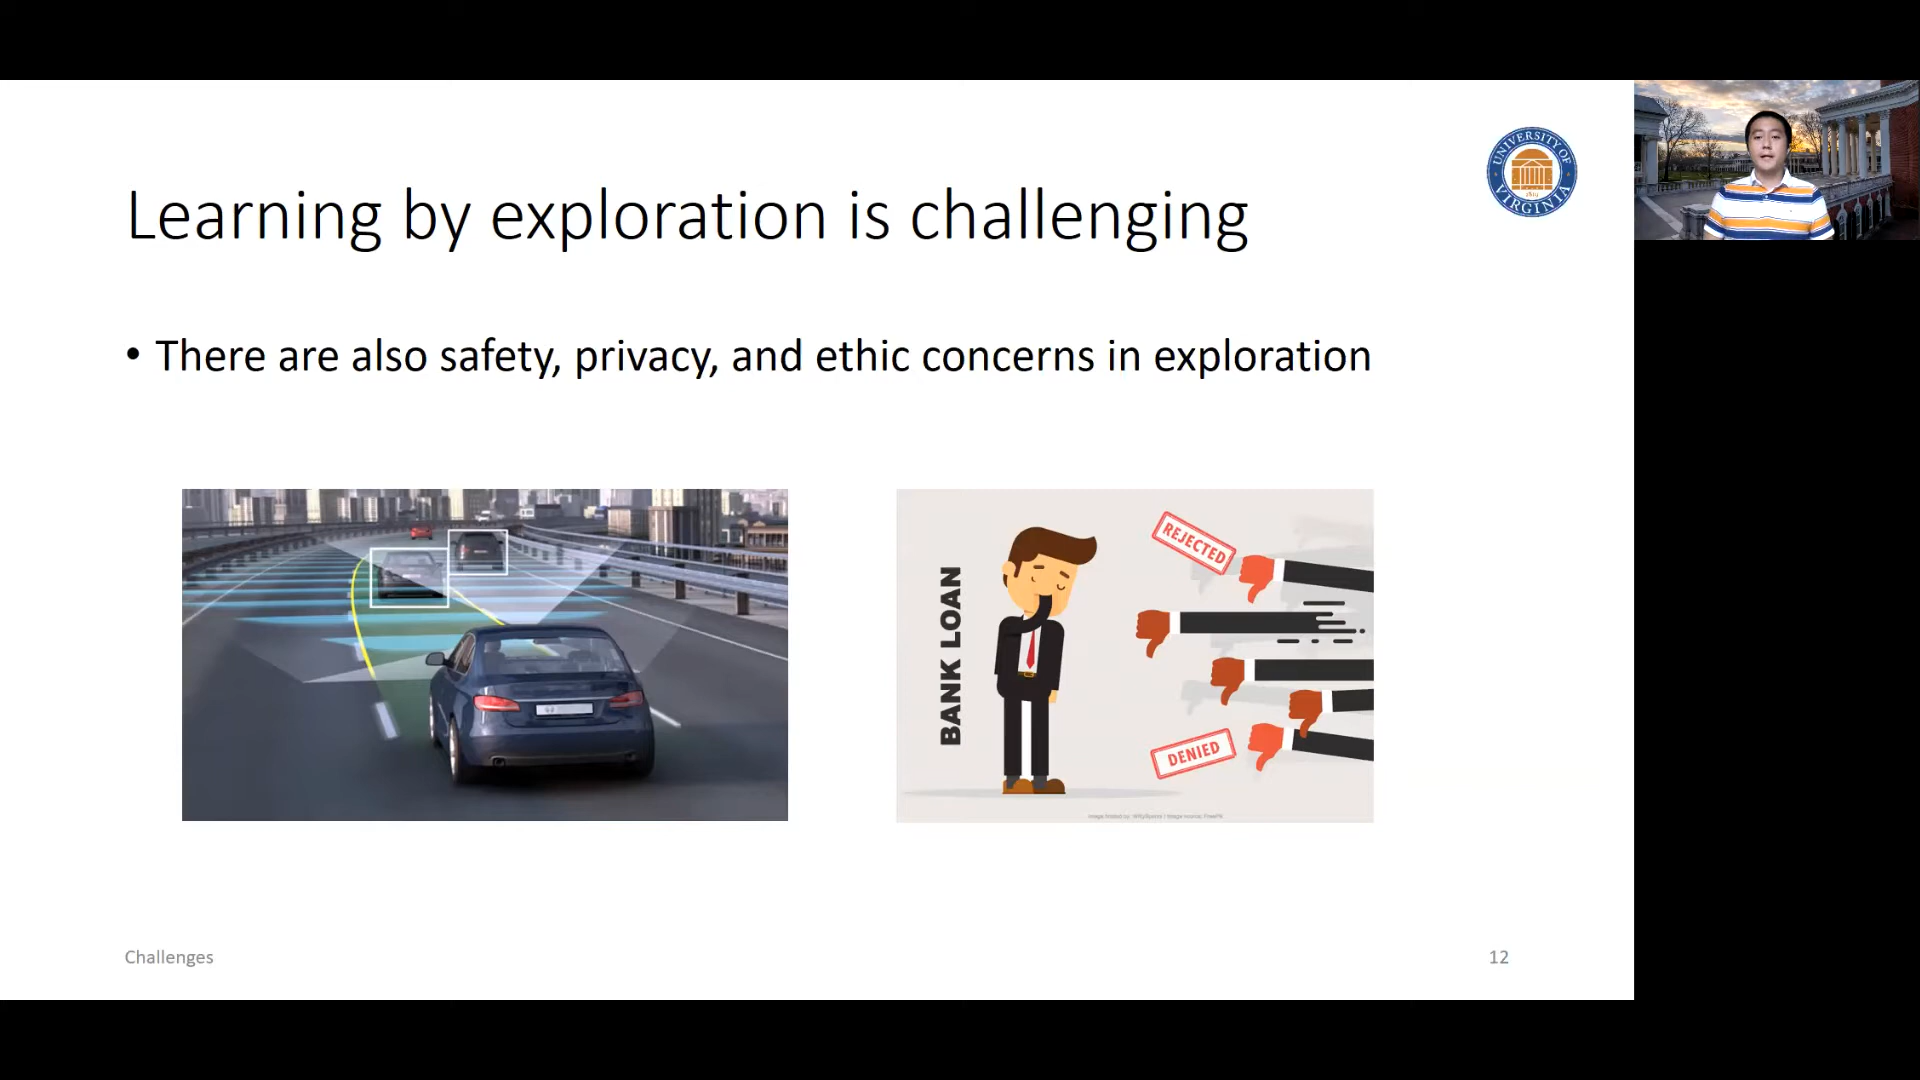 Learning by exploration is challenging
UNIVERSITY OF
VIRGINIA
1819
• There are also safety, privacy, and ethic concerns in exploration
BANK LOAN
REJECTED
DENIED
Challenges
12